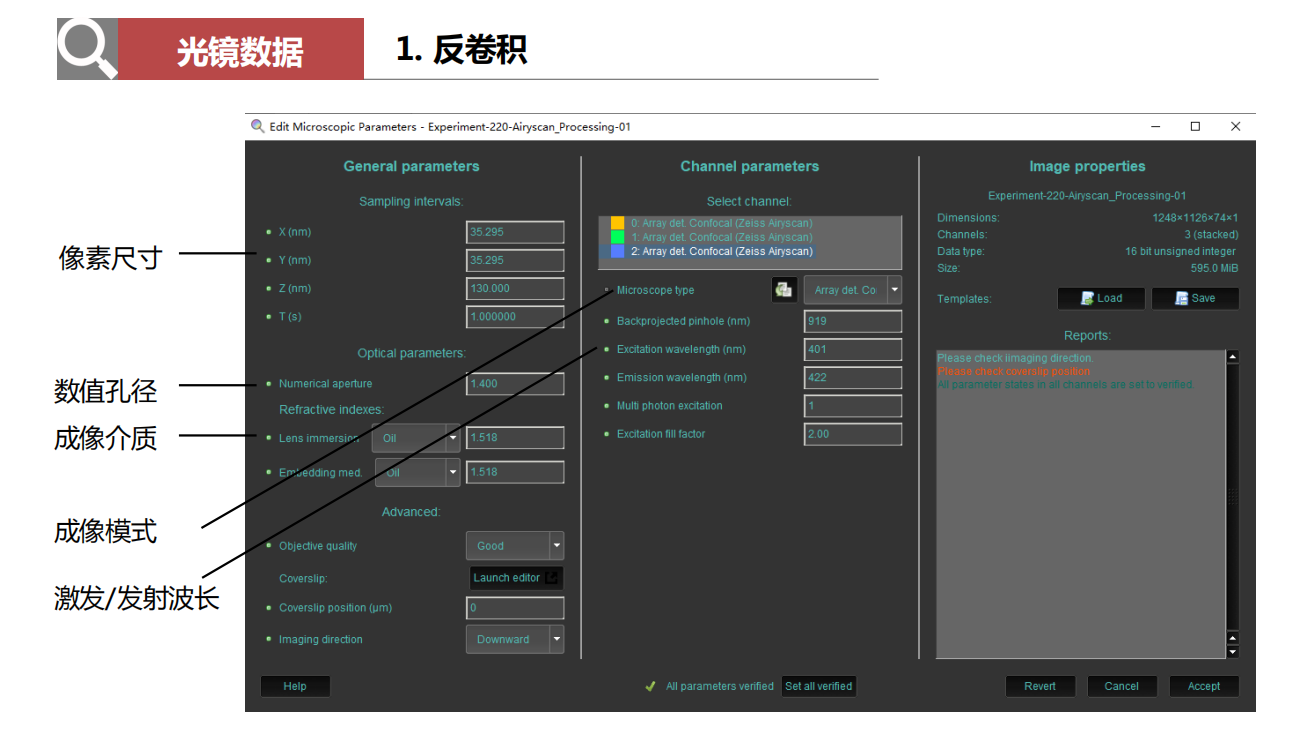 光镜数据
1. 反卷积
Edit Microscopic Parameters - Experiment-220-Airyscan_Processing-01
General parameters
Sampling intervals:
X (nm) 35.295
Y (nm) 35.295
Z (nm) 130.000
T (s) 1.000000
Optical parameters:
Numerical aperture 1.400
Refractive indexes:
Lens immersion Oil 1.518
Embedding med. Oil 1.518
Advanced:
Objective quality Good
Coverslip: Launch editor
Coverslip position (µm) 0
Imaging direction Downward
Channel parameters
Select channel:
0: Array det. Confocal (Zeiss Airyscan)
1: Array det. Confocal (Zeiss Airyscan)
2: Array det. Confocal (Zeiss Airyscan)
Microscope type Array det. Co
Backprojected pinhole (nm) 919
Excitation wavelength (nm) 401
Emission wavelength (nm) 422
Multi photon excitation 1
Excitation fill factor 2.00
Image properties
Experiment-220-Airyscan_Processing-01
Dimensions: 1248×1126×74×1
Channels: 3 (stacked)
Data type: 16 bit unsigned integer
Size: 595.0 MiB
Templates: Load Save
Reports:
Please check Iimaging direction.
Please check coverslip position.
All parameter states in all channels are set to verified.
像素尺寸
数值孔径
成像介质
成像模式
激发/发射波长
Help
All parameters verified Set all verified
Revert Cancel Accept